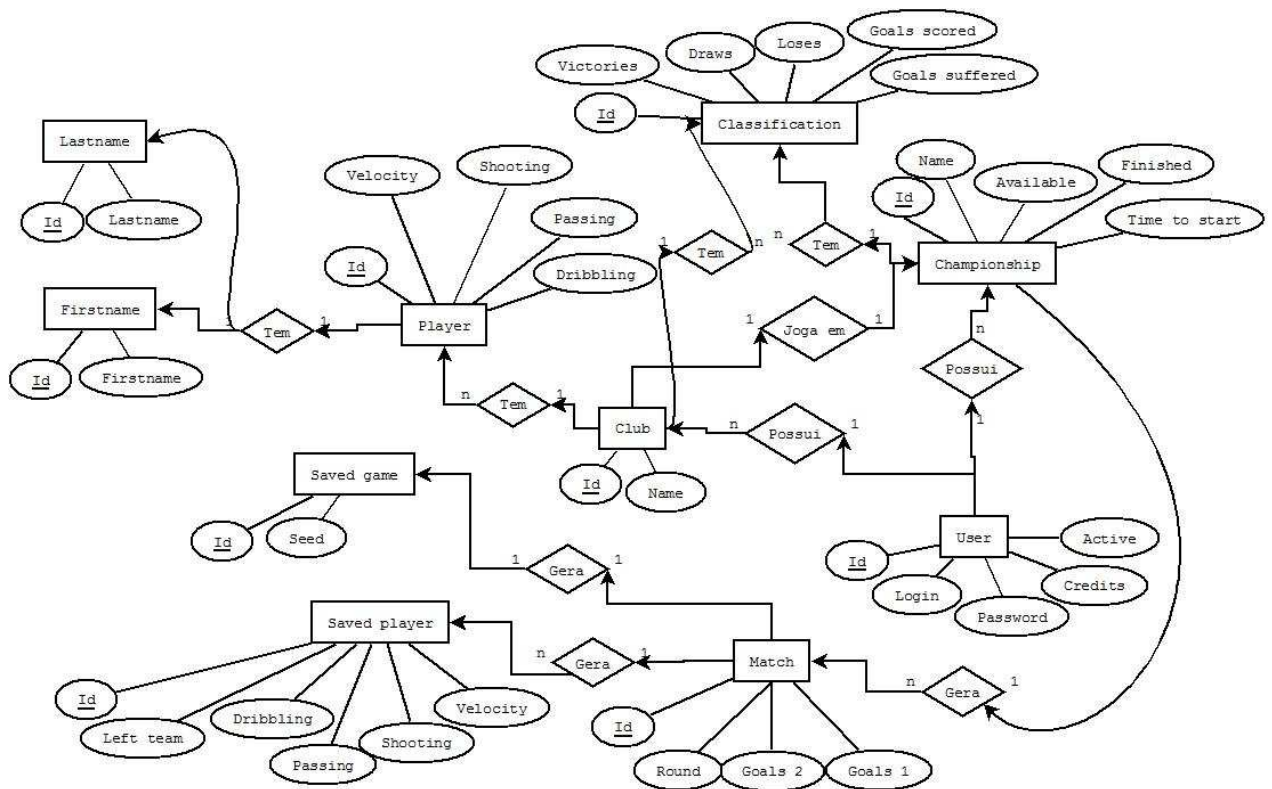 Goals scored
Loses
Draws
Goals suffered
Victories
Id
Classification
Lastname
Name
Finished
Shooting
Id
Available
Velocity
Id
Lastname
Passing
Time to start
1
Tem
n
n
Tem
1
Championship
Id
Dribbling
Firstname
1
Tem
1
Player
1
Joga em
1
n
Possui
1
Id
Firstname
n
Tem
1
Club
n
Possui
1
Saved game
Id
Name
Id
Seed
User
Active
Id
Login
Credits
Password
1
Gera
1
Saved player
n
Gera
1
Match
n
Gera
1
Id
Left team
Dribbling
Passing
Shooting
Velocity
Id
Round
Goals 2
Goals 1